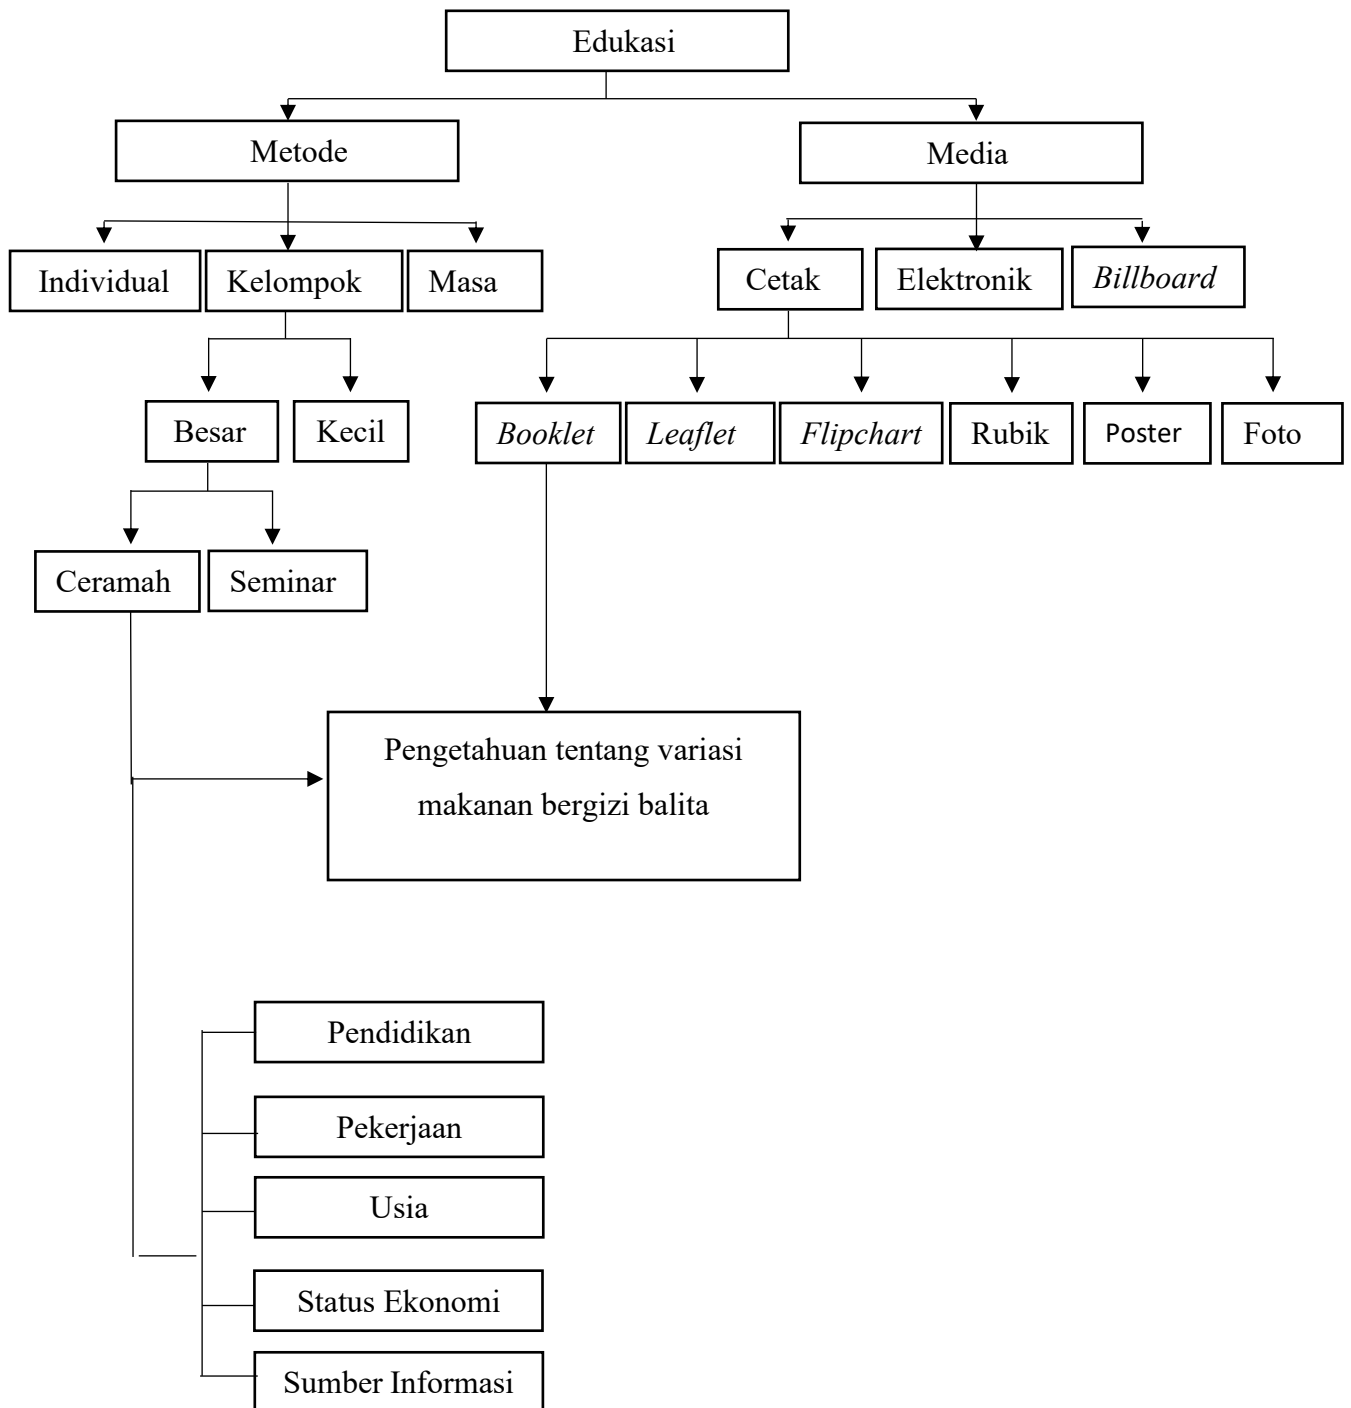 Edukasi
Metode
Media
Individual
Kelompok
Masa
Cetak
Elektronik
Billboard
Besar
Kecil
Booklet
Leaflet
Flipchart
Rubik
Poster
Foto
Ceramah
Seminar
Pengetahuan tentang variasi
makanan bergizi balita
Pendidikan
Pekerjaan
Usia
Status Ekonomi
Sumber Informasi